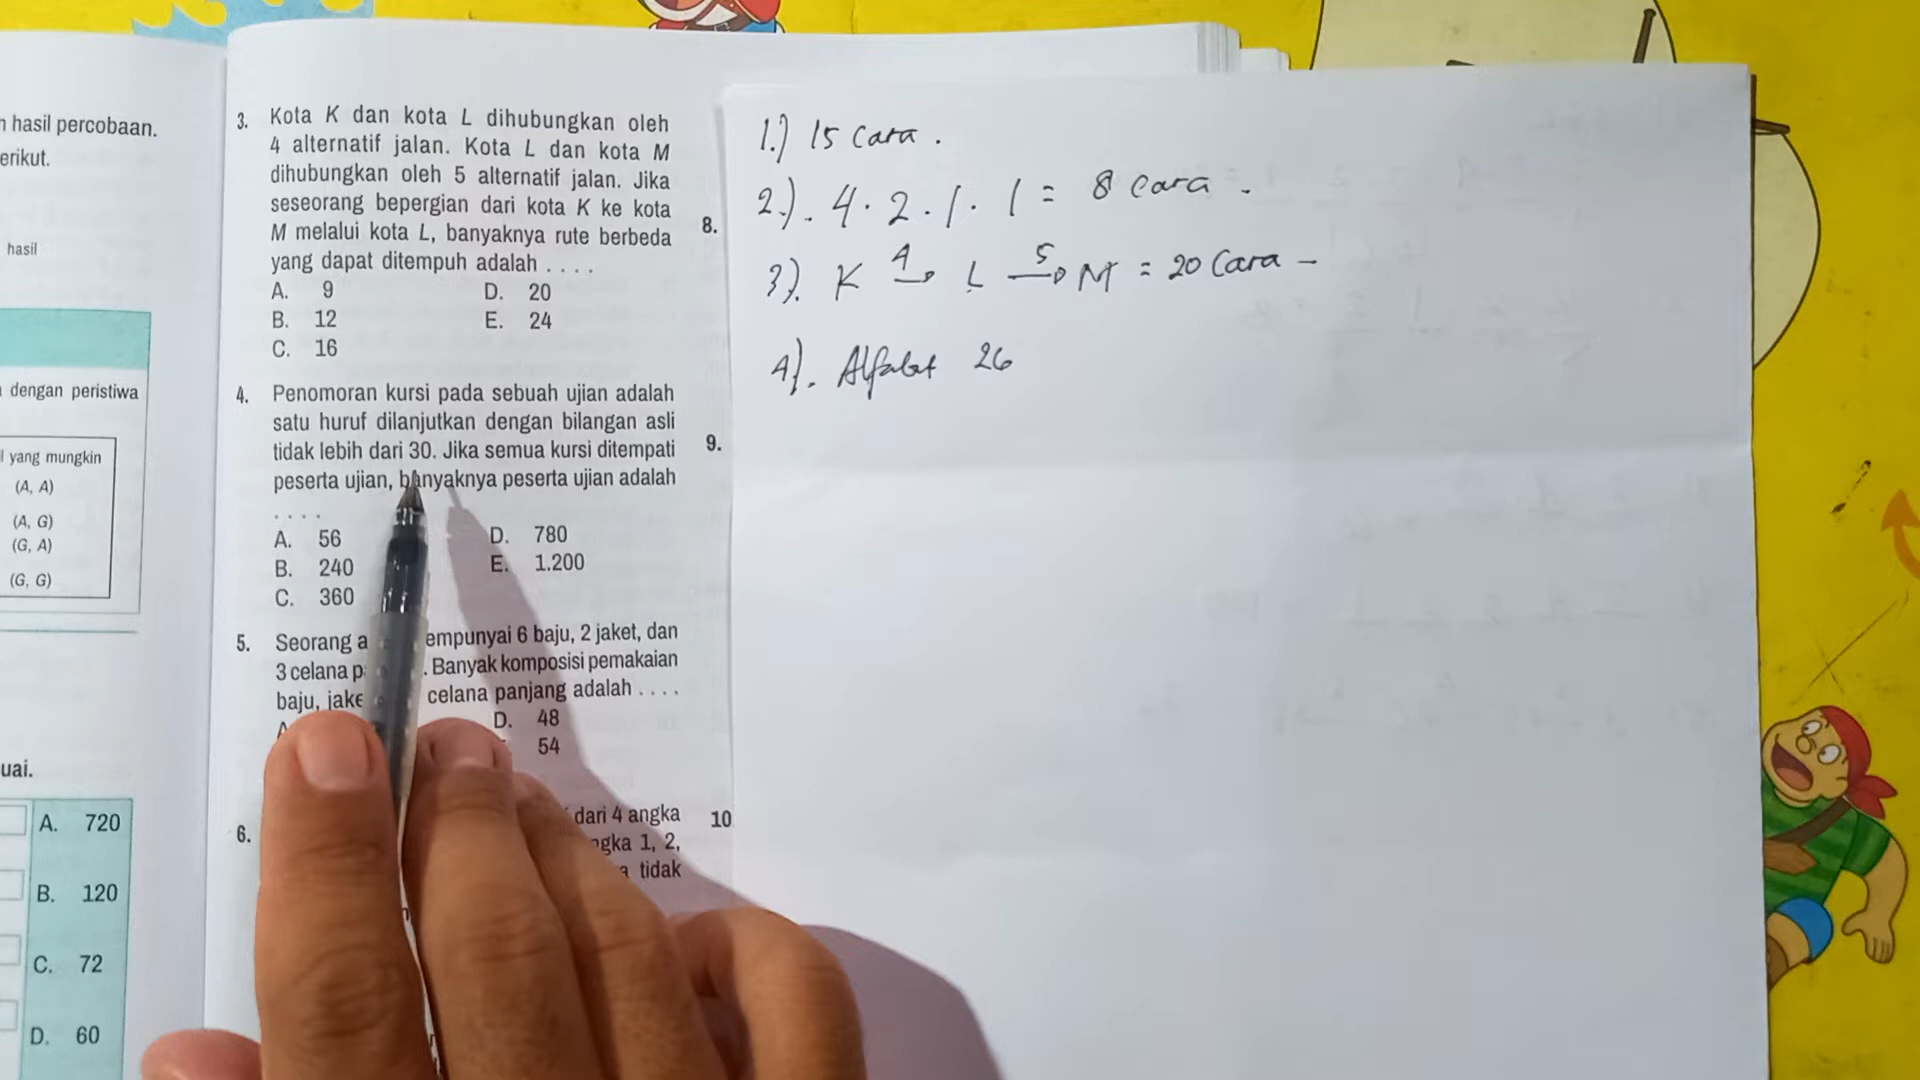 n hasil percobaan.
erikut.
hasil
dengan peristiwa
l yang mungkin
(A, A)
(A, G)
(G, A)
(G, G)
uai.
A. 720
B. 120
C. 72
D. 60
3. Kota K dan kota L dihubungkan oleh
4 alternatif jalan. Kota L dan kota M
dihubungkan oleh 5 alternatif jalan. Jika
seseorang bepergian dari kota K ke kota
M melalui kota L, banyaknya rute berbeda
yang dapat ditempuh adalah . . . .
A. 9 D. 20
B. 12 E. 24
C. 16
4. Penomoran kursi pada sebuah ujian adalah
satu huruf dilanjutkan dengan bilangan asli
tidak lebih dari 30. Jika semua kursi ditempati
peserta ujian, banyaknya peserta ujian adalah
. . . .
A. 56 D. 780
B. 240 E. 1.200
C. 360
5. Seorang a empunyai 6 baju, 2 jaket, dan
3 celana p . Banyak komposisi pemakaian
baju, jake celana panjang adalah . . . .
D. 48
54
6. dari 4 angka
ngka 1, 2,
a tidak
8.
9.
10
1.) 15 Cara .
2.). 4 . 2 . 1 . 1 = 8 Cara .
3). K 4 → L 5 → M = 20 Cara -
4). Alfabet 26